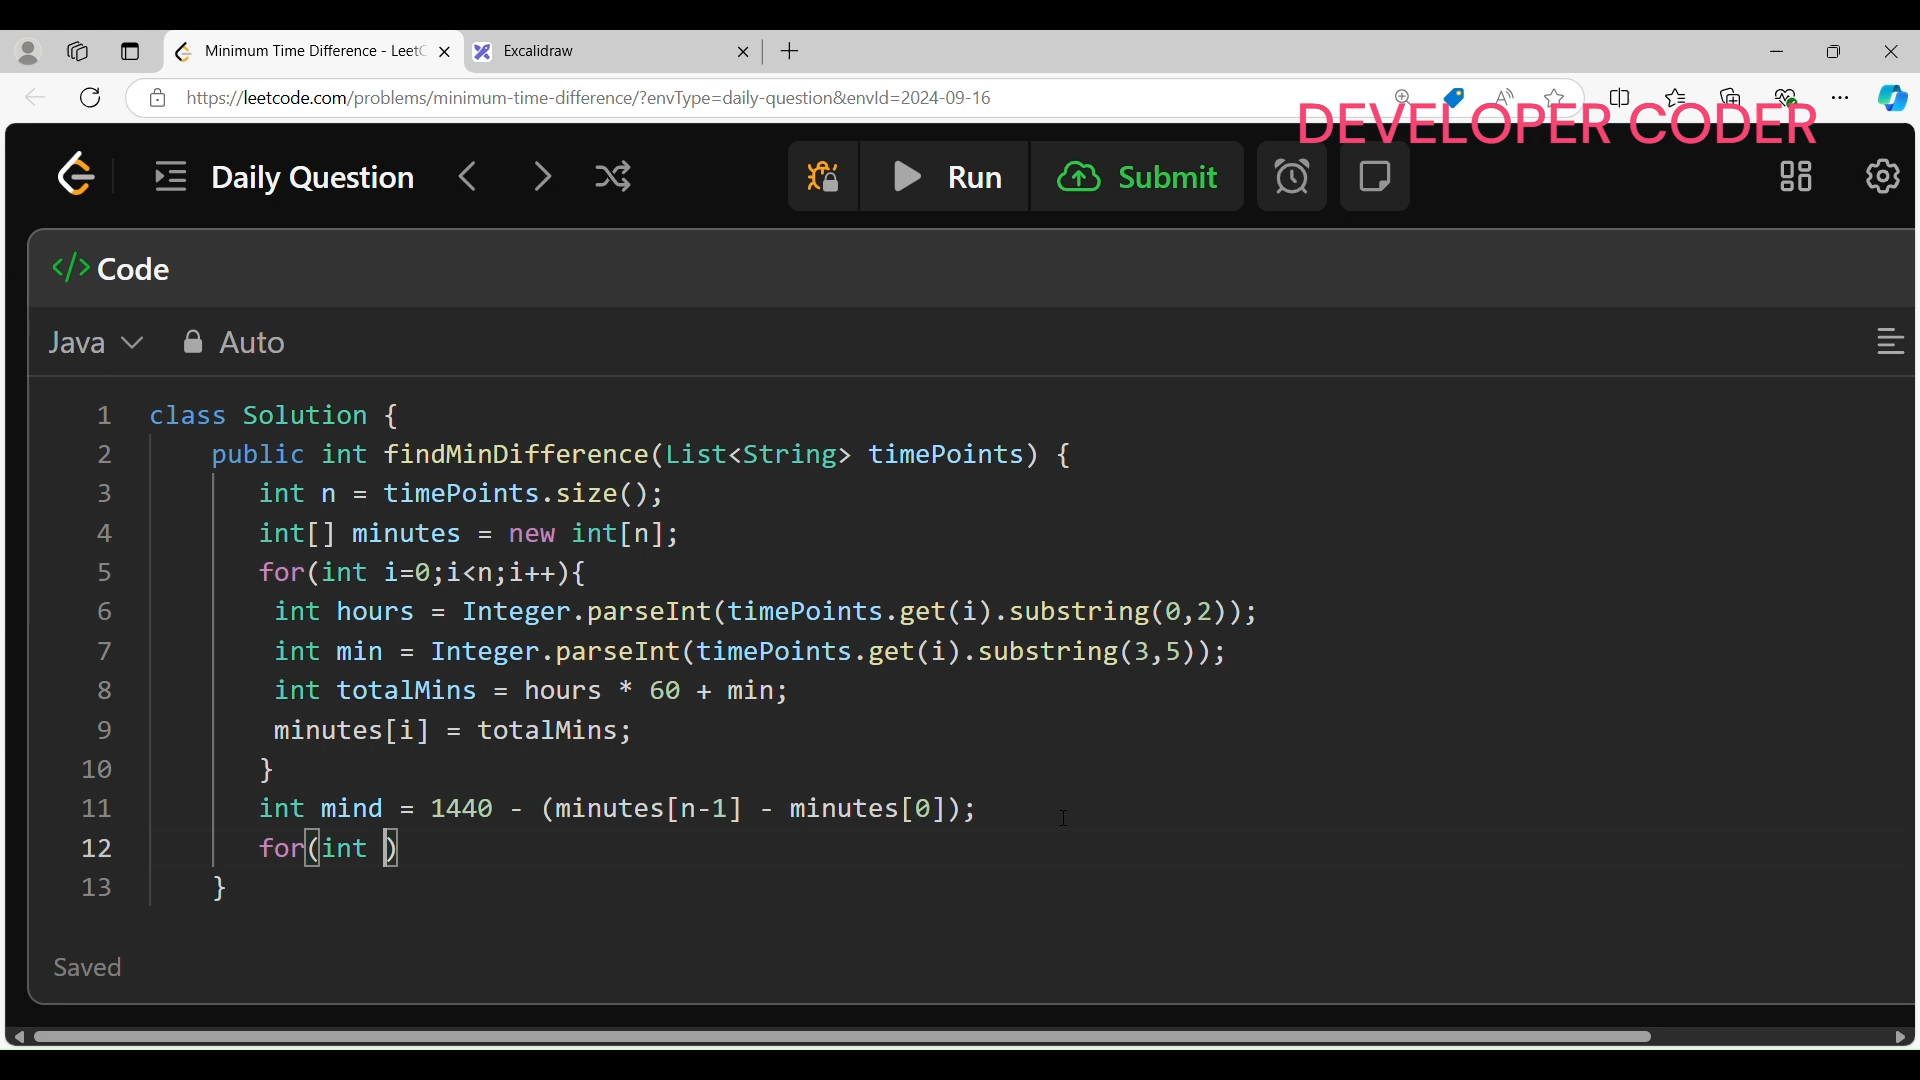 Minimum Time Difference - LeetC
Excalidraw
https://leetcode.com/problems/minimum-time-difference/?envType=daily-question&envId=2024-09-16
DEVELOPER CODER
Daily Question
Run
Submit
</> Code
Java
Auto
1 class Solution {
2 public int findMinDifference(List<String> timePoints) {
3 int n = timePoints.size();
4 int[] minutes = new int[n];
5 for(int i=0;i<n;i++){
6 int hours = Integer.parseInt(timePoints.get(i).substring(0,2));
7 int min = Integer.parseInt(timePoints.get(i).substring(3,5));
8 int totalMins = hours * 60 + min;
9 minutes[i] = totalMins;
10 }
11 int mind = 1440 - (minutes[n-1] - minutes[0]);
12 for(int )
13 }
Saved